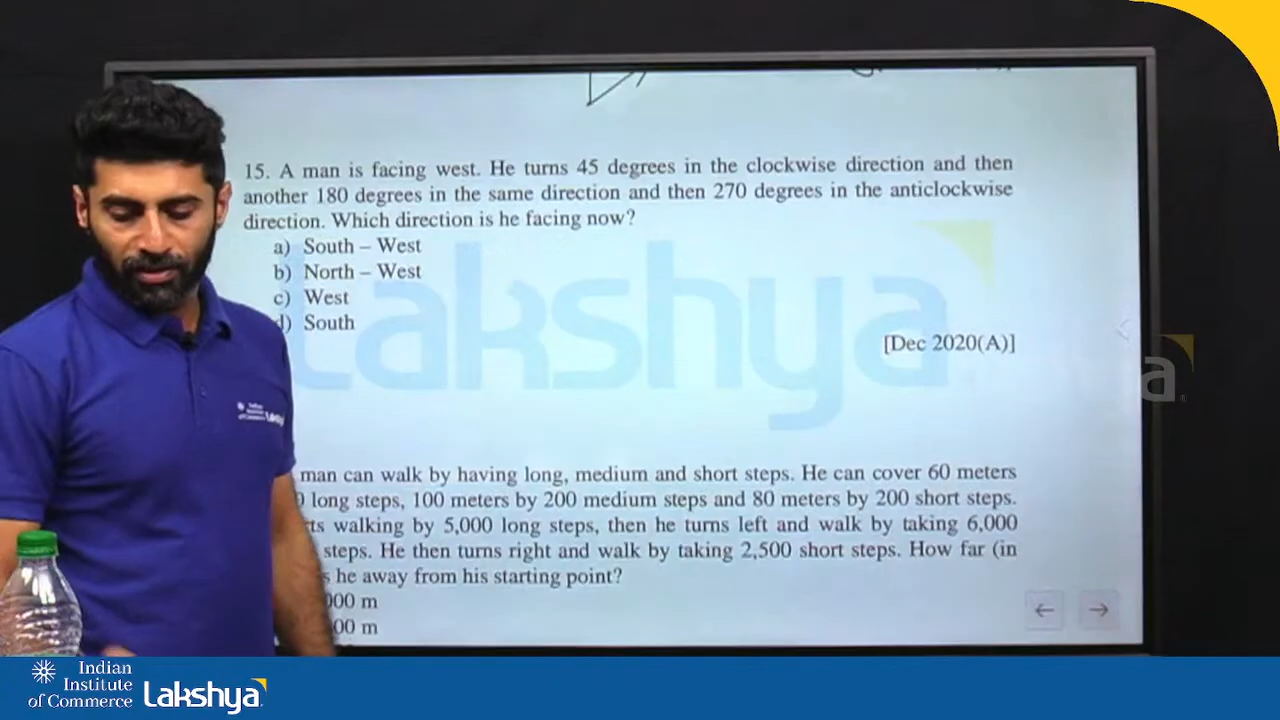 15. A man is facing west. He turns 45 degrees in the clockwise direction and then
another 180 degrees in the same direction and then 270 degrees in the anticlockwise
direction. Which direction is he facing now?
a) South – West
b) North – West
c) West
d) South
[Dec 2020(A)]
Lakshya
man can walk by having long, medium and short steps. He can cover 60 meters
long steps, 100 meters by 200 medium steps and 80 meters by 200 short steps.
walking by 5,000 long steps, then he turns left and walk by taking 6,000
steps. He then turns right and walk by taking 2,500 short steps. How far (in
he away from his starting point?
000 m
00 m
Indian
Institute
of Commerce
Lakshya